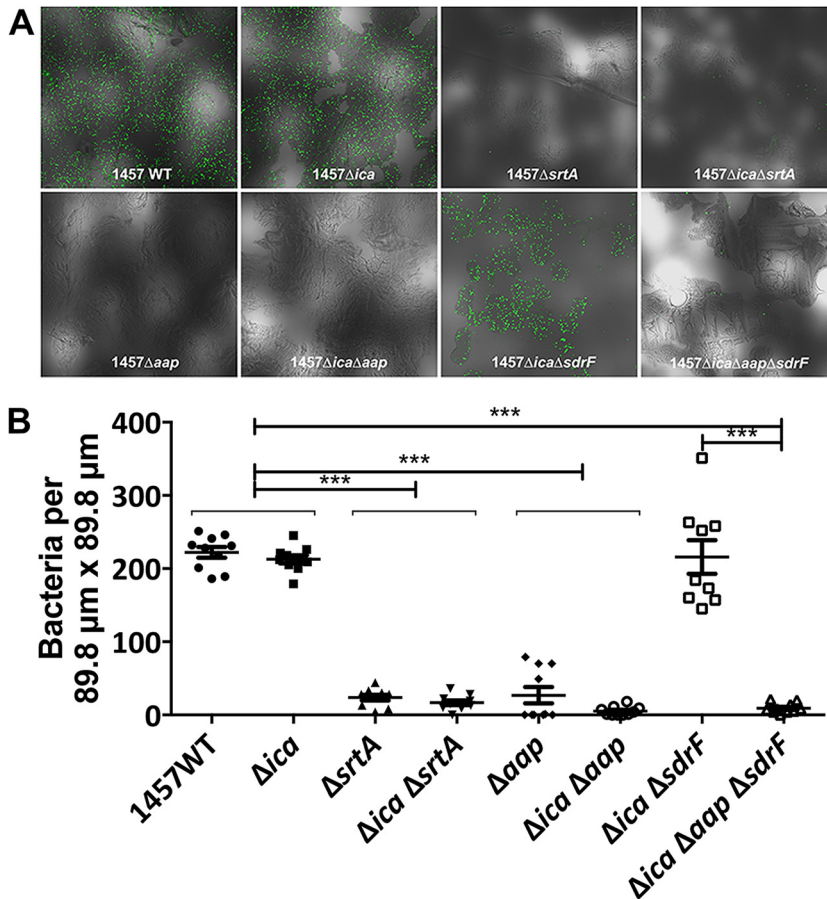 A
1457 WT
1457Δica
1457ΔsrtA
1457ΔicaΔsrtA
1457Δaap
1457ΔicaΔaap
1457ΔicaΔsdrF
1457ΔicaΔaapΔsdrF
B
Bacteria per
89.8 µm x 89.8 µm
400
300
200
100
0
***
***
***
***
1457WT
Δica
ΔsrtA
Δica ΔsrtA
Δaap
Δica Δaap
Δica ΔsdrF
Δica Δaap ΔsdrF